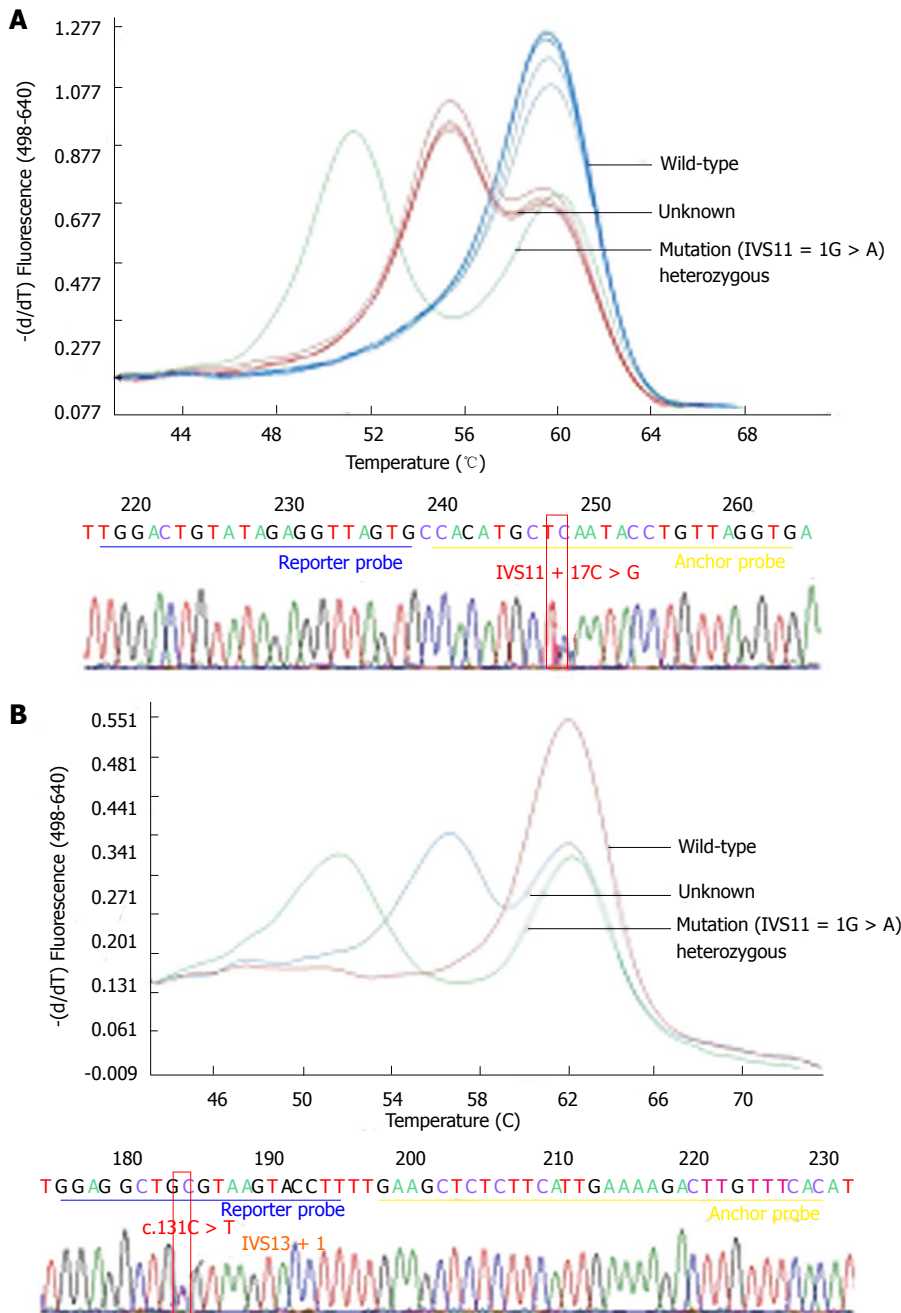 A
1.277
1.077
0.877
0.677
0.477
0.277
0.077
-(d/dT) Fluorescence (498-640)
Wild-type
Unknown
Mutation (IVS11 = 1G > A)
heterozygous
44 48 52 56 60 64 68
Temperature (℃)
220 230 240 250 260
TTGGACTGTATAGAGGTTAGTGCCACATGCTCAATACCTGTTAGGTGA
Reporter probe Anchor probe
IVS11 + 17C > G
B
0.551
0.481
0.441
0.341
0.271
0.201
0.131
0.061
-0.009
-(d/dT) Fluorescence (498-640)
Wild-type
Unknown
Mutation (IVS11 = 1G > A)
heterozygous
46 50 54 58 62 66 70
Temperature (C)
180 190 200 210 220 230
TGGAGGCTGCGTAAGTACCTTTTGAAGCTCTCTTCATTGAAAAGACTTGTTTCACAT
Reporter probe Anchor probe
c.131C > T
IVS13 + 1